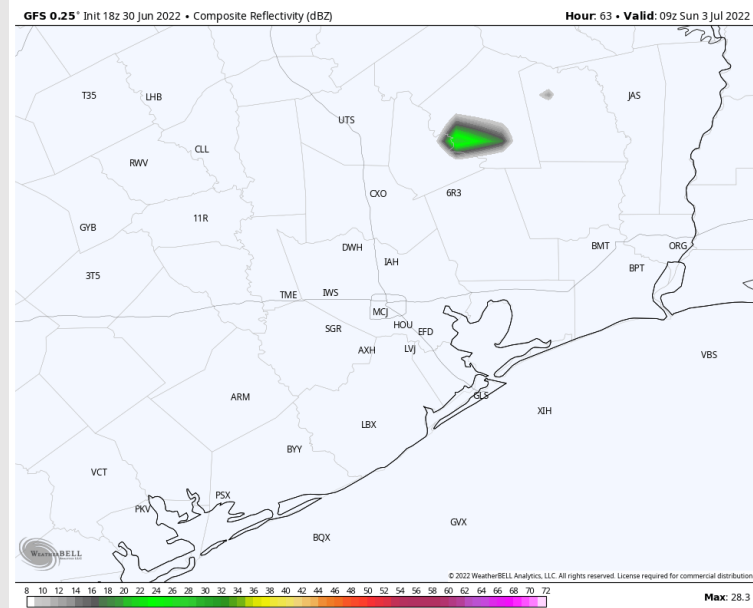 GFS 0.25° Init 18z 30 Jun 2022 • Composite Reflectivity (dBZ) Hour: 63 • Valid: 09z Sun 3 Jul 2022
T35 LHB JAS
UTS
CLL
RWV
CXO 6R3
11R
GYB
DWH BMT ORG
IAH
BPT
3T5
TME IWS
MCJ
SGR HOU EFD
AXH LVJ
VBS
ARM GLS
XIH
LBX
BYY
VCT
PSX
PKV
GVX
BQX
WEATHERBELL
© 2022 WeatherBELL Analytics, LLC. All rights reserved. License required for commercial distribution
8 10 12 14 16 18 20 22 24 26 28 30 32 34 36 38 40 42 44 46 48 50 52 54 56 58 60 62 64 66 68 70 72
Max: 28.3